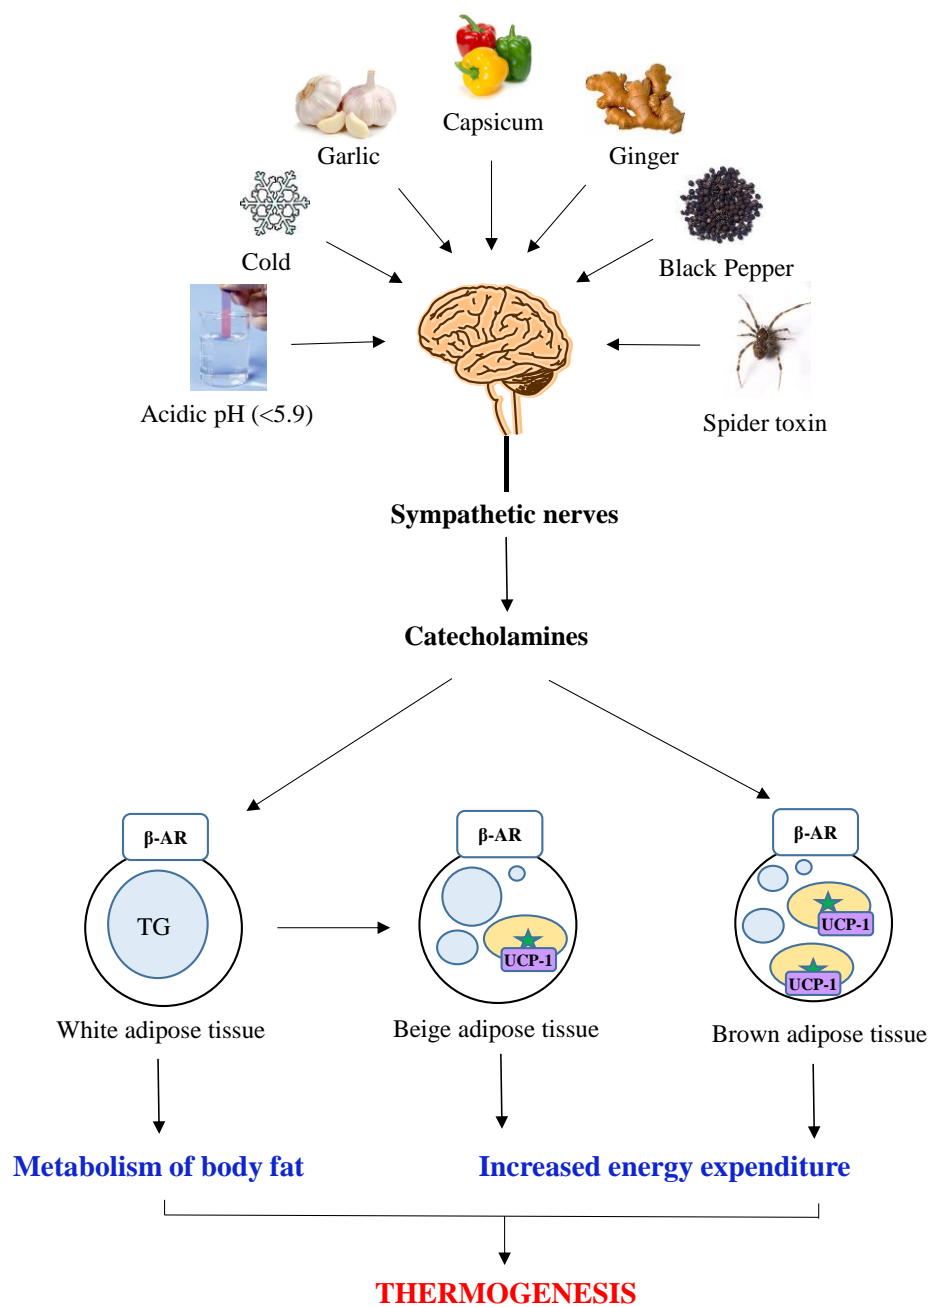 Capsicum
Garlic
Ginger
Cold
Black Pepper
Acidic pH (<5.9)
Spider toxin
Sympathetic nerves
Catecholamines
β-AR
β-AR
β-AR
TG
UCP-1
UCP-1
UCP-1
White adipose tissue
Beige adipose tissue
Brown adipose tissue
Metabolism of body fat
Increased energy expenditure
THERMOGENESIS